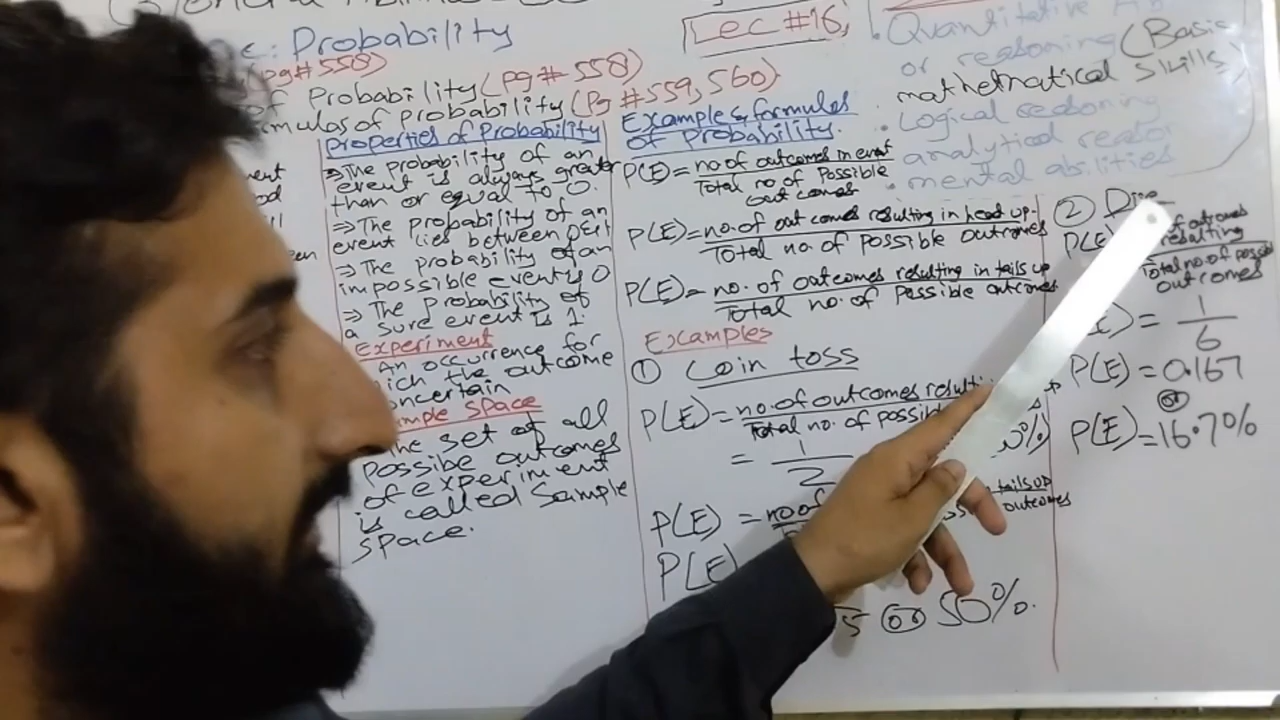 : Probability
Lec #16,
(pg# 558)
of Probability (pg# 558)
of Probability (Pg #559,560)
Quantitative
or reasoning (Basic
mathematical Skills)
Logical reasoning
analytical reason
mental abilities
properties of Probability
⇒The probability of an
event is always greater
than or equal to 0.
⇒ The probability of an
event lies between 0 & 1
⇒ The probability of an
impossible event is 0
⇒ The probability of
a sure event is 1.
Experiment
An occurrence for
which the outcome
uncertain
Sample Space
The set of all
possibe outcomes
of experiment
is called Sample
Space.
Example & formulas
of Probability.
P(E) = no of outcomes in event
Total no of Possible
out comes
P(E) = no. of out comes resulting in head up.
Total no. of possible outcomes
P(E) = no. of outcomes resulting in tails up
Total no. of Possible outcomes
Examples
① Coin toss
P(E) = no. of outcomes
Total no. of
= 1
2
P(E) = no of
tails up
outcomes
P(E)
5 or 50%.
②
P(E)
of outcomes
resulting
Total no. of possible
outcomes
= 1
6
P(E) = 0.167
or
P(E) = 16.7%